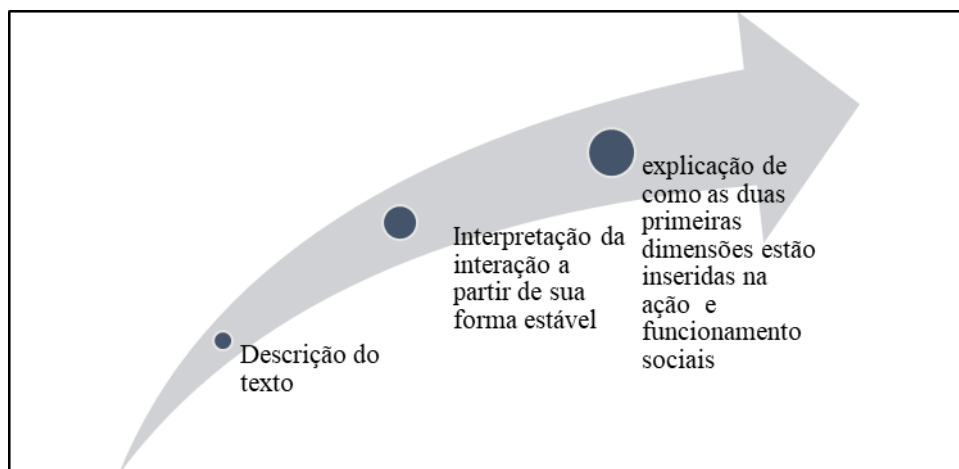 Descrição do
texto
Interpretação da
interação a
partir de sua
forma estável
explicação de
como as duas
primeiras
dimensões estão
inseridas na
ação e
funcionamento
sociais